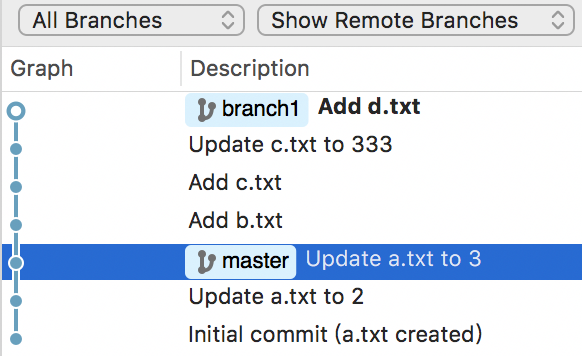 All Branches Show Remote Branches
Graph Description
branch1 Add d.txt
Update c.txt to 333
Add c.txt
Add b.txt
master Update a.txt to 3
Update a.txt to 2
Initial commit (a.txt created)